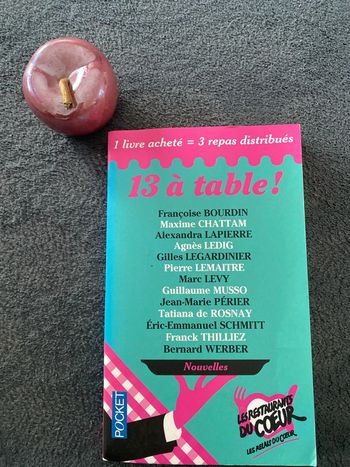 1 livre acheté = 3 repas distribués
13 à table !
Françoise BOURDIN
Maxime CHATTAM
Alexandra LAPIERRE
Agnès LEDIG
Gilles LEGARDINIER
Pierre LEMAITRE
Marc LEVY
Guillaume MUSSO
Jean-Marie PÉRIER
Tatiana de ROSNAY
Éric-Emmanuel SCHMITT
Franck THILLIEZ
Bernard WERBER
Nouvelles
POCKET
LES RESTAURANTS
DU CŒUR
LES RELAIS DU CŒUR